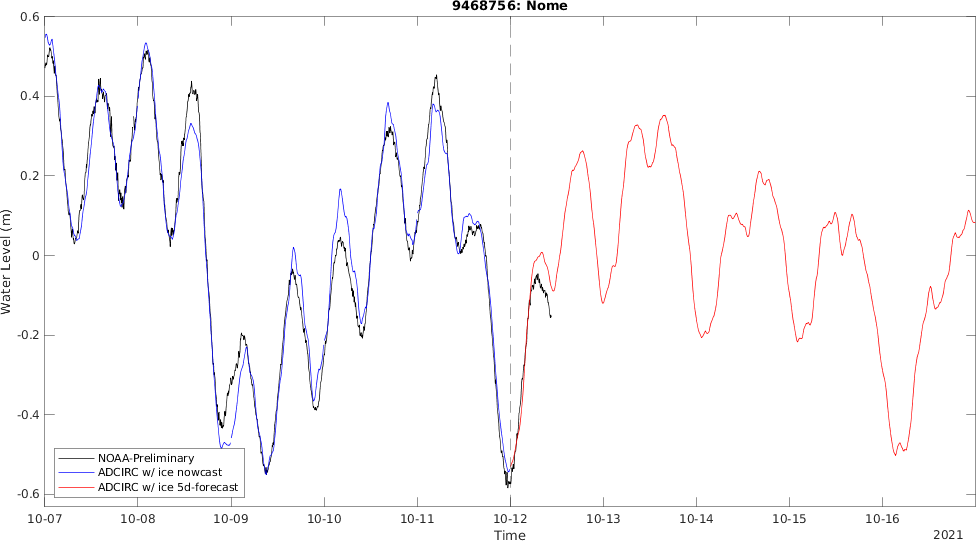 9468756: Nome
0.6
0.4
0.2
0
-0.2
-0.4
-0.6
Water Level (m)
NOAA-Preliminary
ADCIRC w/ ice nowcast
ADCIRC w/ ice 5d-forecast
10-07 10-08 10-09 10-10 10-11 10-12 10-13 10-14 10-15 10-16
Time
2021